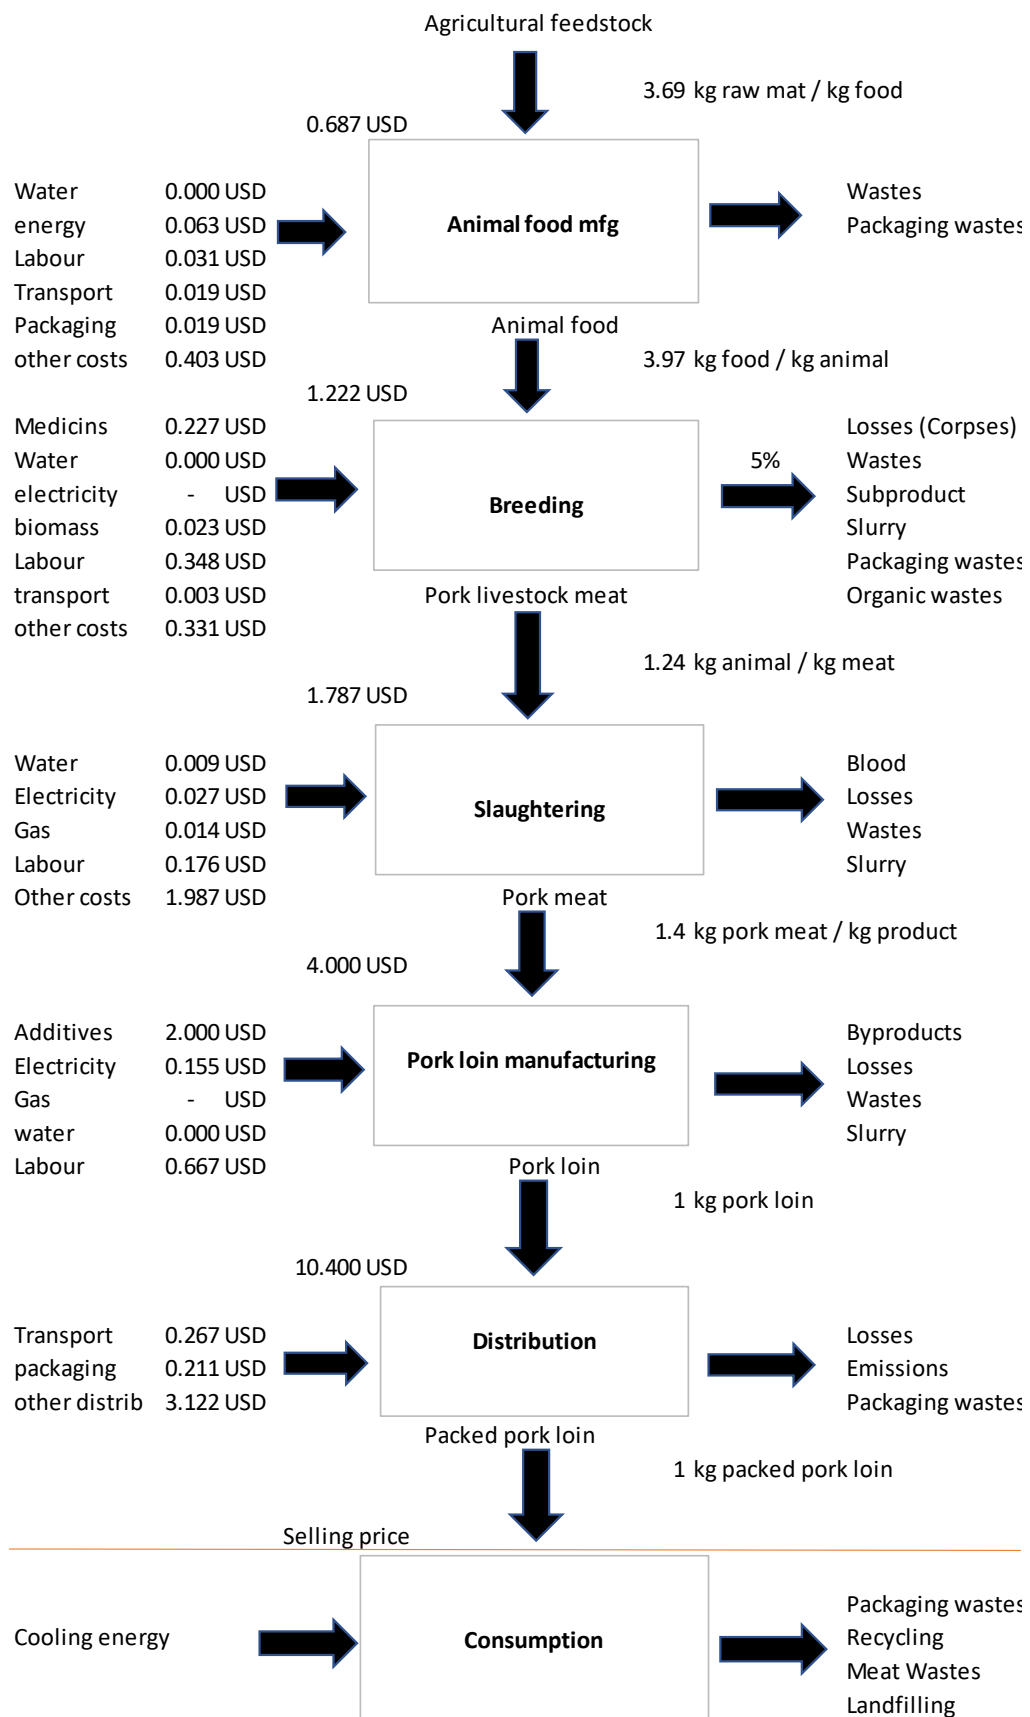 Agricultural feedstock
3.69 kg raw mat / kg food
0.687 USD
Water 0.000 USD
energy 0.063 USD
Labour 0.031 USD
Transport 0.019 USD
Packaging 0.019 USD
other costs 0.403 USD
Animal food mfg
Wastes
Packaging wastes
Animal food
3.97 kg food / kg animal
1.222 USD
Medicins 0.227 USD
Water 0.000 USD
electricity - USD
biomass 0.023 USD
Labour 0.348 USD
transport 0.003 USD
other costs 0.331 USD
Breeding
5%
Losses (Corpses)
Wastes
Subproduct
Slurry
Packaging wastes
Organic wastes
Pork livestock meat
1.24 kg animal / kg meat
1.787 USD
Water 0.009 USD
Electricity 0.027 USD
Gas 0.014 USD
Labour 0.176 USD
Other costs 1.987 USD
Slaughtering
Blood
Losses
Wastes
Slurry
Pork meat
1.4 kg pork meat / kg product
4.000 USD
Additives 2.000 USD
Electricity 0.155 USD
Gas - USD
water 0.000 USD
Labour 0.667 USD
Pork loin manufacturing
Byproducts
Losses
Wastes
Slurry
Pork loin
1 kg pork loin
10.400 USD
Transport 0.267 USD
packaging 0.211 USD
other distrib 3.122 USD
Distribution
Losses
Emissions
Packaging wastes
Packed pork loin
1 kg packed pork loin
Selling price
Cooling energy
Consumption
Packaging wastes
Recycling
Meat Wastes
Landfilling